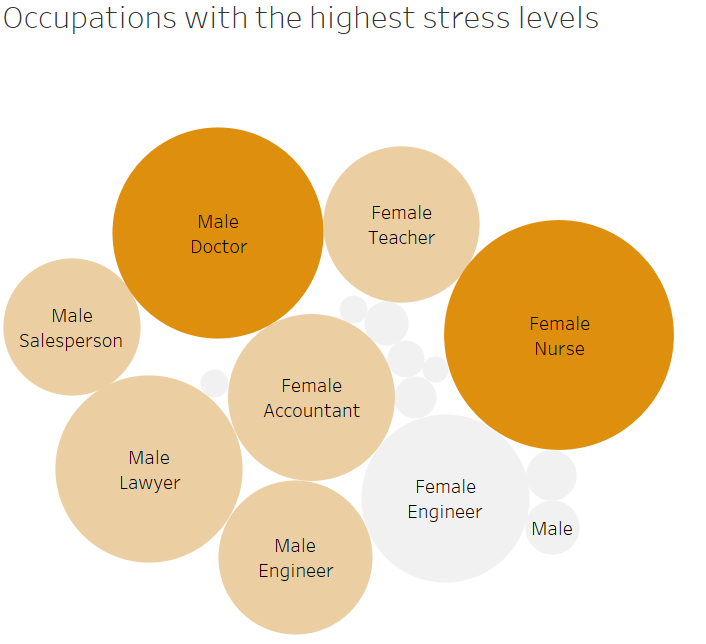 Occupations with the highest stress levels
Male
Doctor
Female
Teacher
Male
Salesperson
Female
Nurse
Female
Accountant
Male
Lawyer
Female
Engineer
Male
Male
Engineer